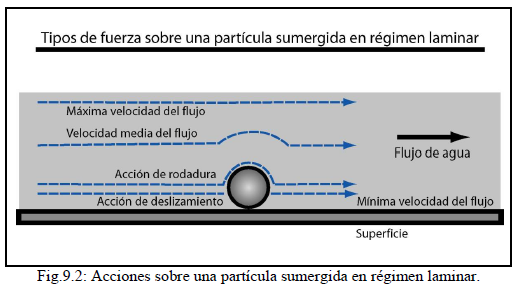 Tipos de fuerza sobre una partícula sumergida en régimen laminar
Máxima velocidad del flujo
Velocidad media del flujo
Flujo de agua
Acción de rodadura
Acción de deslizamiento
Mínima velocidad del flujo
Superficie
Fig.9.2: Acciones sobre una partícula sumergida en régimen laminar.